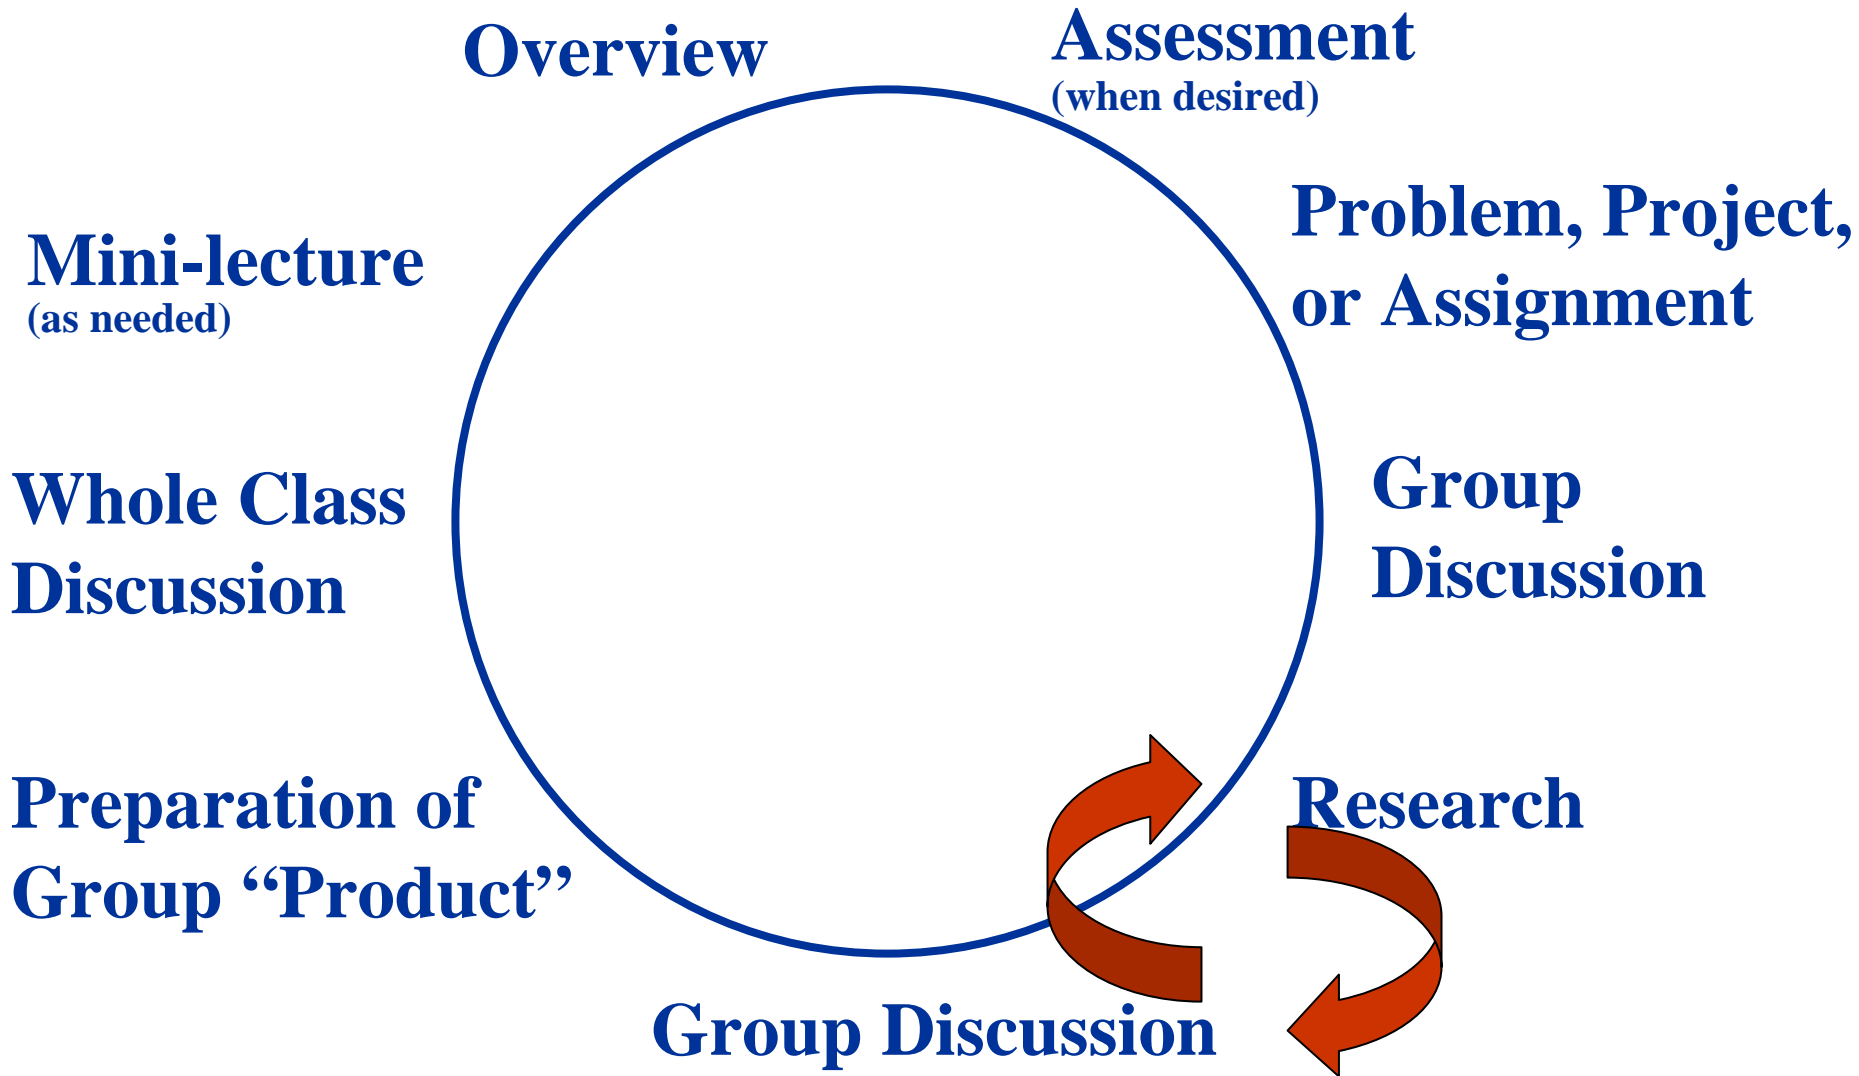 Overview
Assessment
(when desired)
Problem, Project,
or Assignment
Group
Discussion
Research
Group Discussion
Preparation of
Group “Product”
Whole Class
Discussion
Mini-lecture
(as needed)